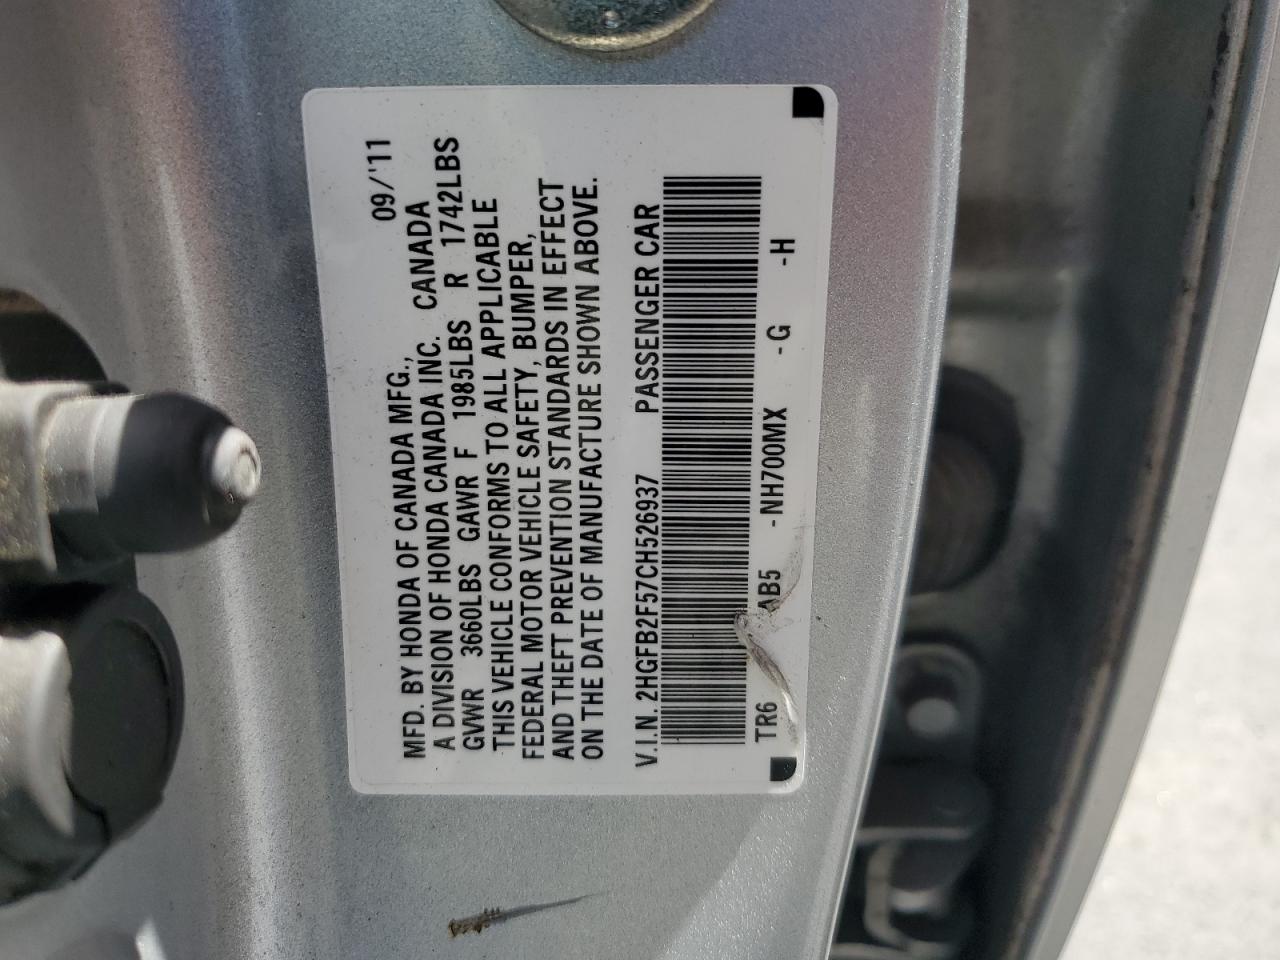 MFD. BY HONDA OF CANADA MFG., 09/'11
A DIVISION OF HONDA CANADA INC. CANADA
GVWR 3660LBS GAWR F 1985LBS R 1742LBS
THIS VEHICLE CONFORMS TO ALL APPLICABLE
FEDERAL MOTOR VEHICLE SAFETY, BUMPER,
AND THEFT PREVENTION STANDARDS IN EFFECT
ON THE DATE OF MANUFACTURE SHOWN ABOVE.
V.I.N. 2HGFB2F57CH526937 PASSENGER CAR
TR6 AB5 -NH700MX -G -H